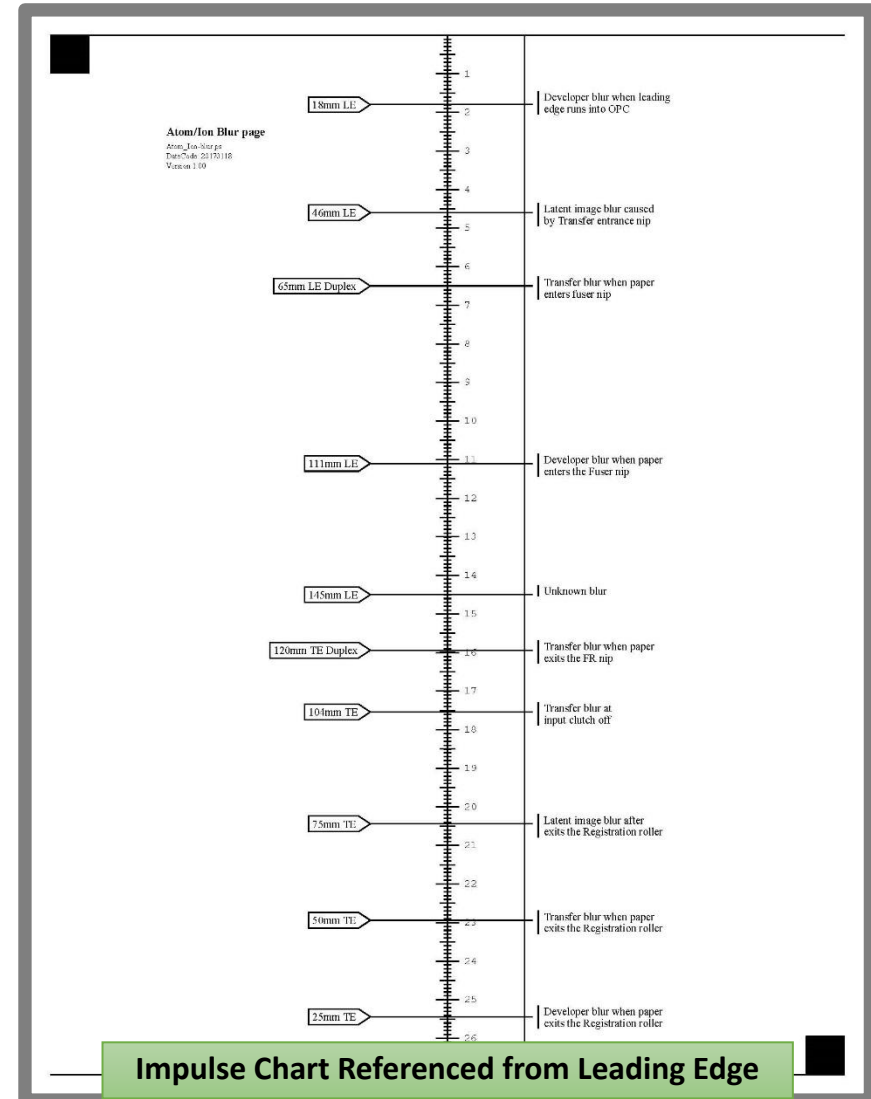 1
18mm LE
Developer blur when leading
edge runs into OPC
2
Atom/Ion Blur page
Atom_Ion-blur.ps
DateCode: 20170118
Version 1.00
3
4
46mm LE
Latent image blur caused
by Transfer entrance nip
5
6
65mm LE Duplex
Transfer blur when paper
enters fuser nip
7
8
9
10
111mm LE
11
Developer blur when paper
enters the Fuser nip
12
13
14
145mm LE
Unknown blur
15
120mm TE Duplex
16
Transfer blur when paper
exits the FR nip
17
104mm TE
Transfer blur at
input clutch off
18
19
20
75mm TE
Latent image blur after
exits the Registration roller
21
22
50mm TE
23
Transfer blur when paper
exits the Registration roller
24
25
25mm TE
Developer blur when paper
exits the Registration roller
26
Impulse Chart Referenced from Leading Edge